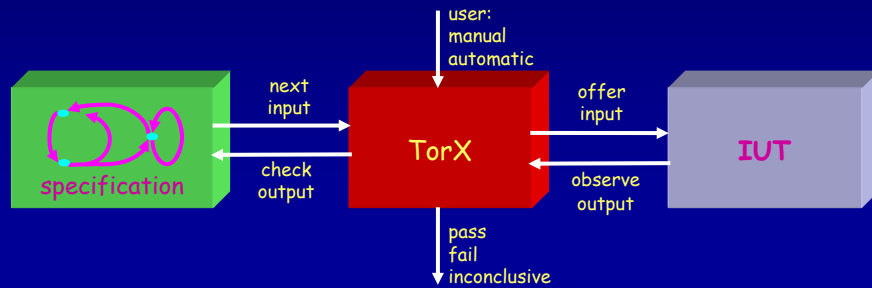 user:
manual
automatic
next
input
offer
input
TorX
IUT
specification
check
output
observe
output
pass
fail
inconclusive